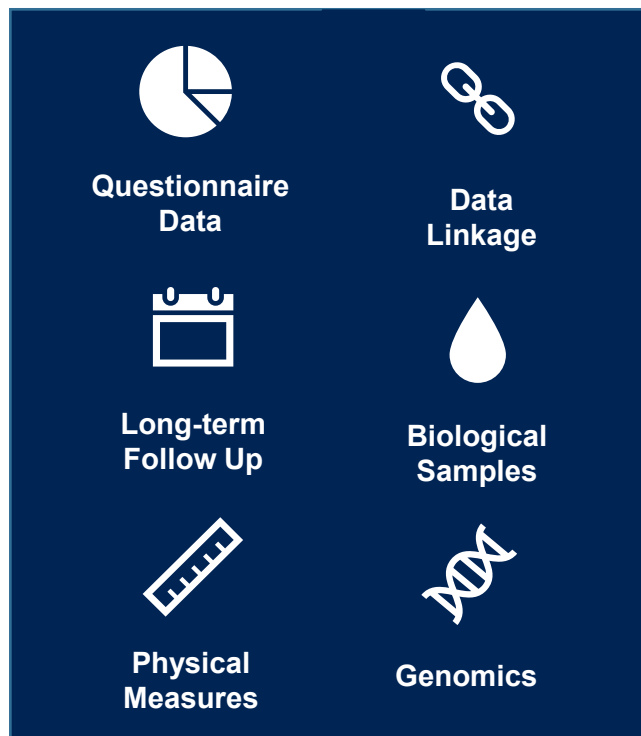 Questionnaire
Data
Data
Linkage
Long-term
Follow Up
Biological
Samples
Physical
Measures
Genomics